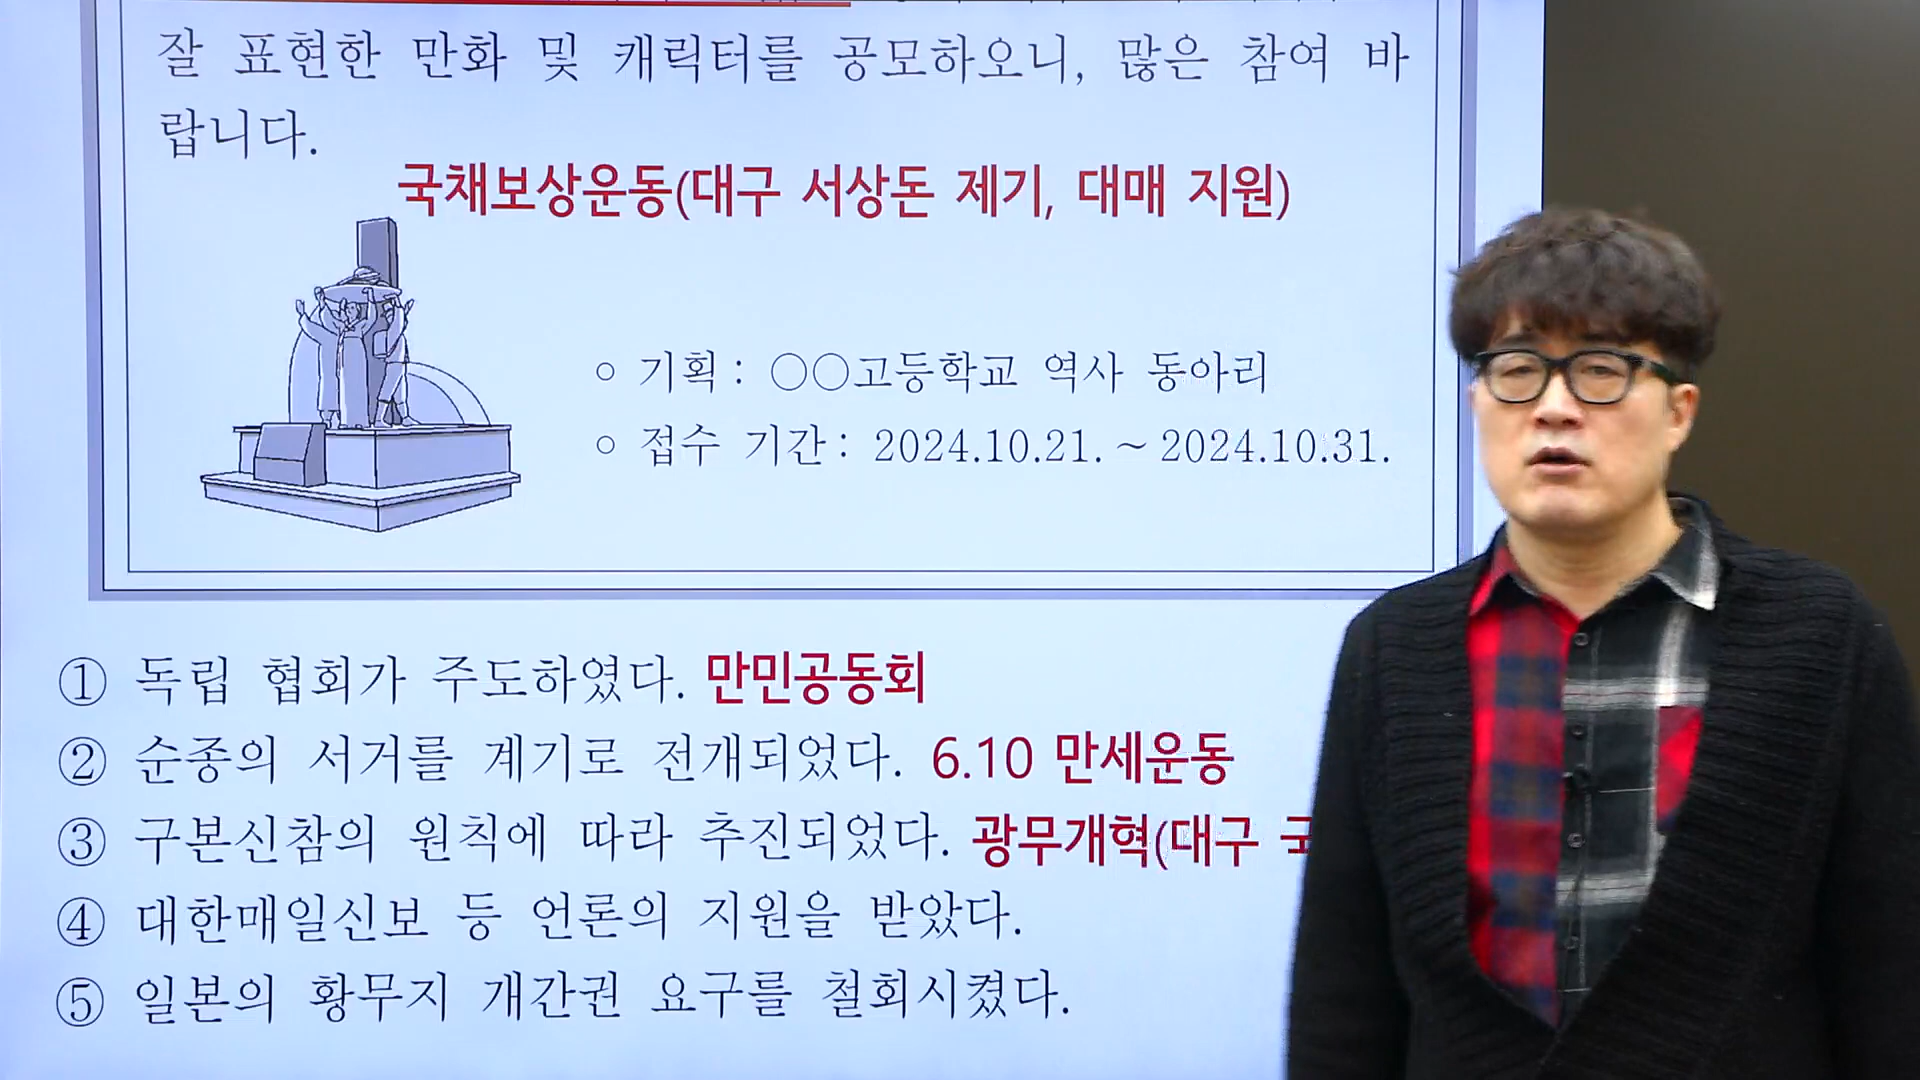 잘 표현한 만화 및 캐릭터를 공모하오니, 많은 참여 바
랍니다.
국채보상운동(대구 서상돈 제기, 대매 지원)
○ 기획 : ○○고등학교 역사 동아리
○ 접수 기간 : 2024.10.21. ~ 2024.10.31.
① 독립 협회가 주도하였다. 만민공동회
② 순종의 서거를 계기로 전개되었다. 6.10 만세운동
③ 구본신참의 원칙에 따라 추진되었다. 광무개혁(대구
④ 대한매일신보 등 언론의 지원을 받았다.
⑤ 일본의 황무지 개간권 요구를 철회시켰다.